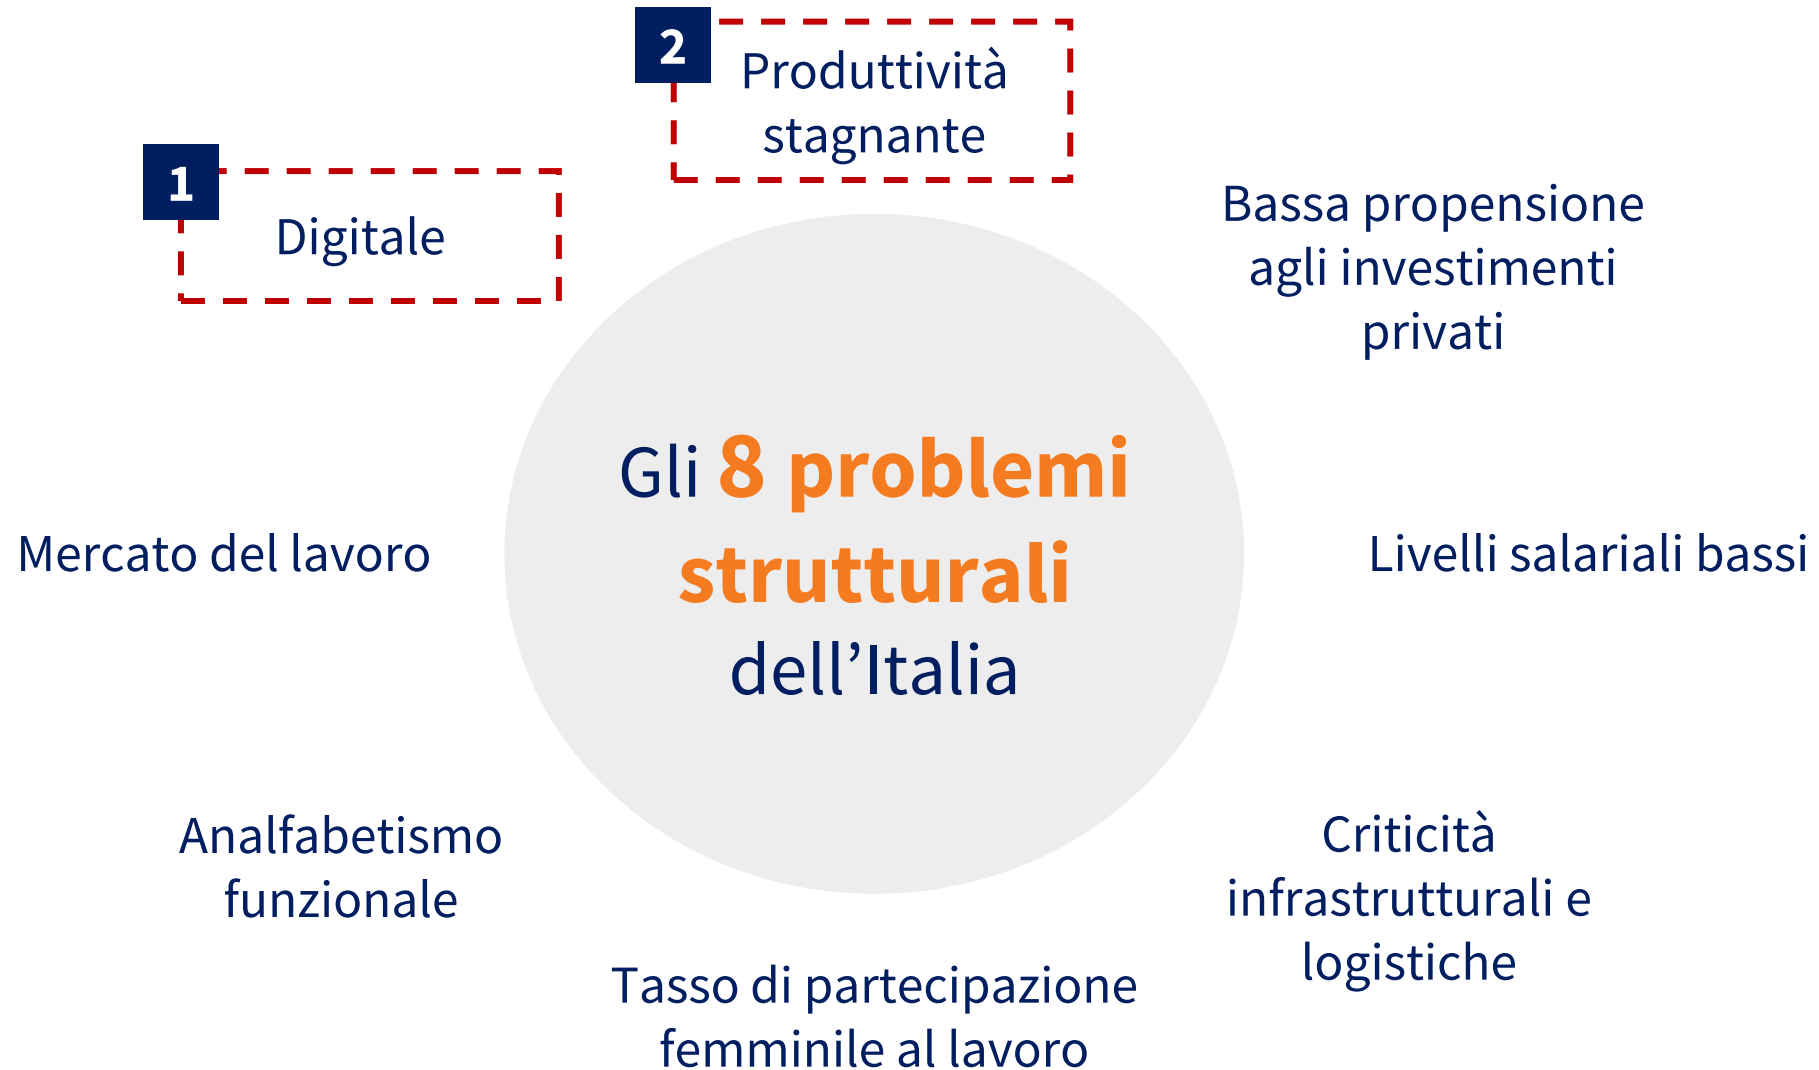 2
Produttività
stagnante
1
Digitale
Bassa propensione
agli investimenti
privati
Gli 8 problemi
strutturali
dell’Italia
Mercato del lavoro
Livelli salariali bassi
Analfabetismo
funzionale
Criticità
infrastrutturali e
logistiche
Tasso di partecipazione
femminile al lavoro